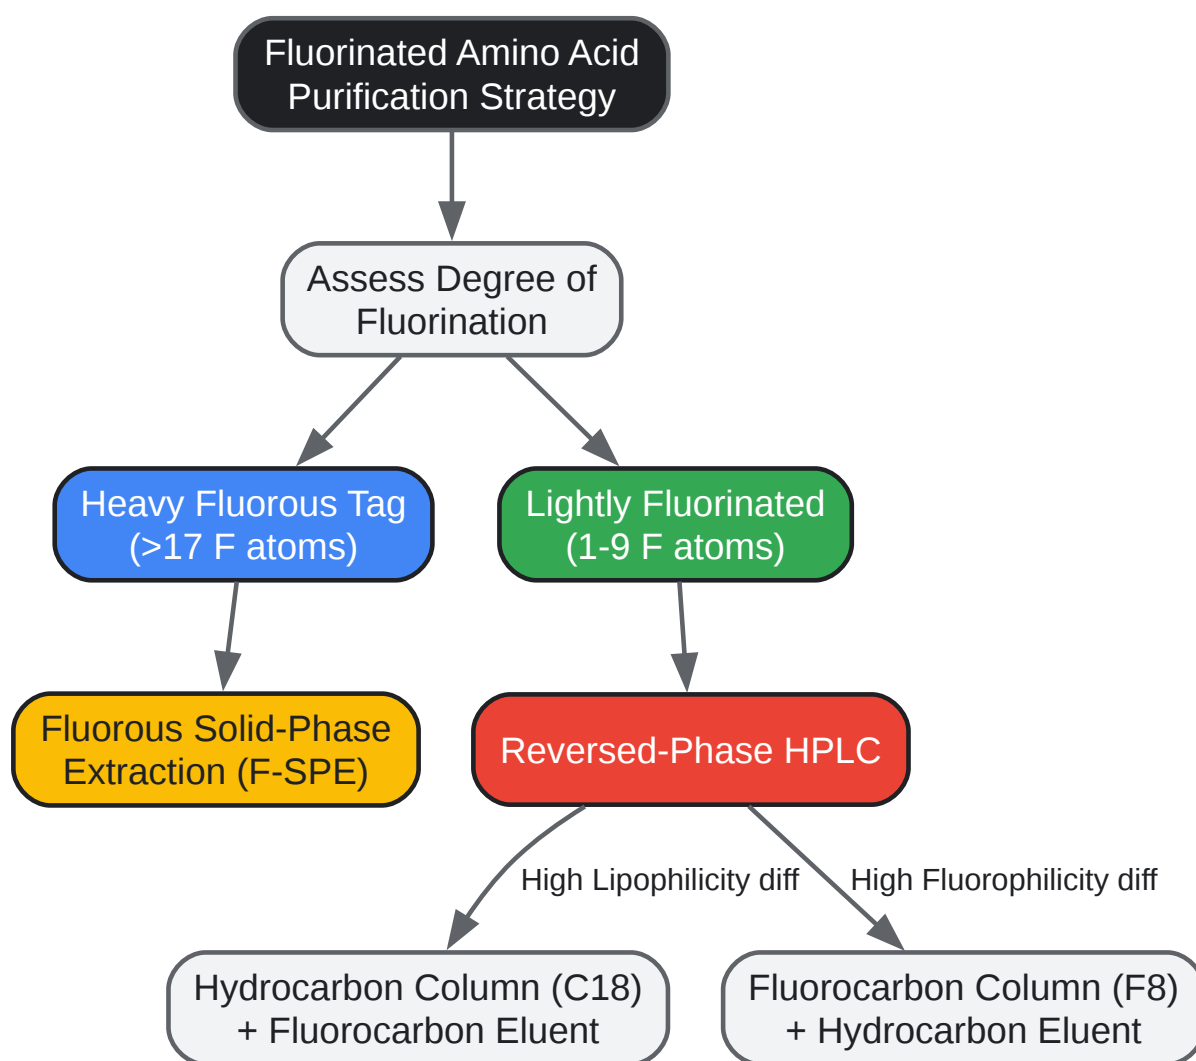 Fluorinated Amino Acid
Purification Strategy
Assess Degree of
Fluorination
Heavy Fluorous Tag
(>17 F atoms)
Lightly Fluorinated
(1-9 F atoms)
Fluorous Solid-Phase
Extraction (F-SPE)
Reversed-Phase HPLC
High Lipophilicity diff
High Fluorophilicity diff
Hydrocarbon Column (C18)
+ Fluorocarbon Eluent
Fluorocarbon Column (F8)
+ Hydrocarbon Eluent